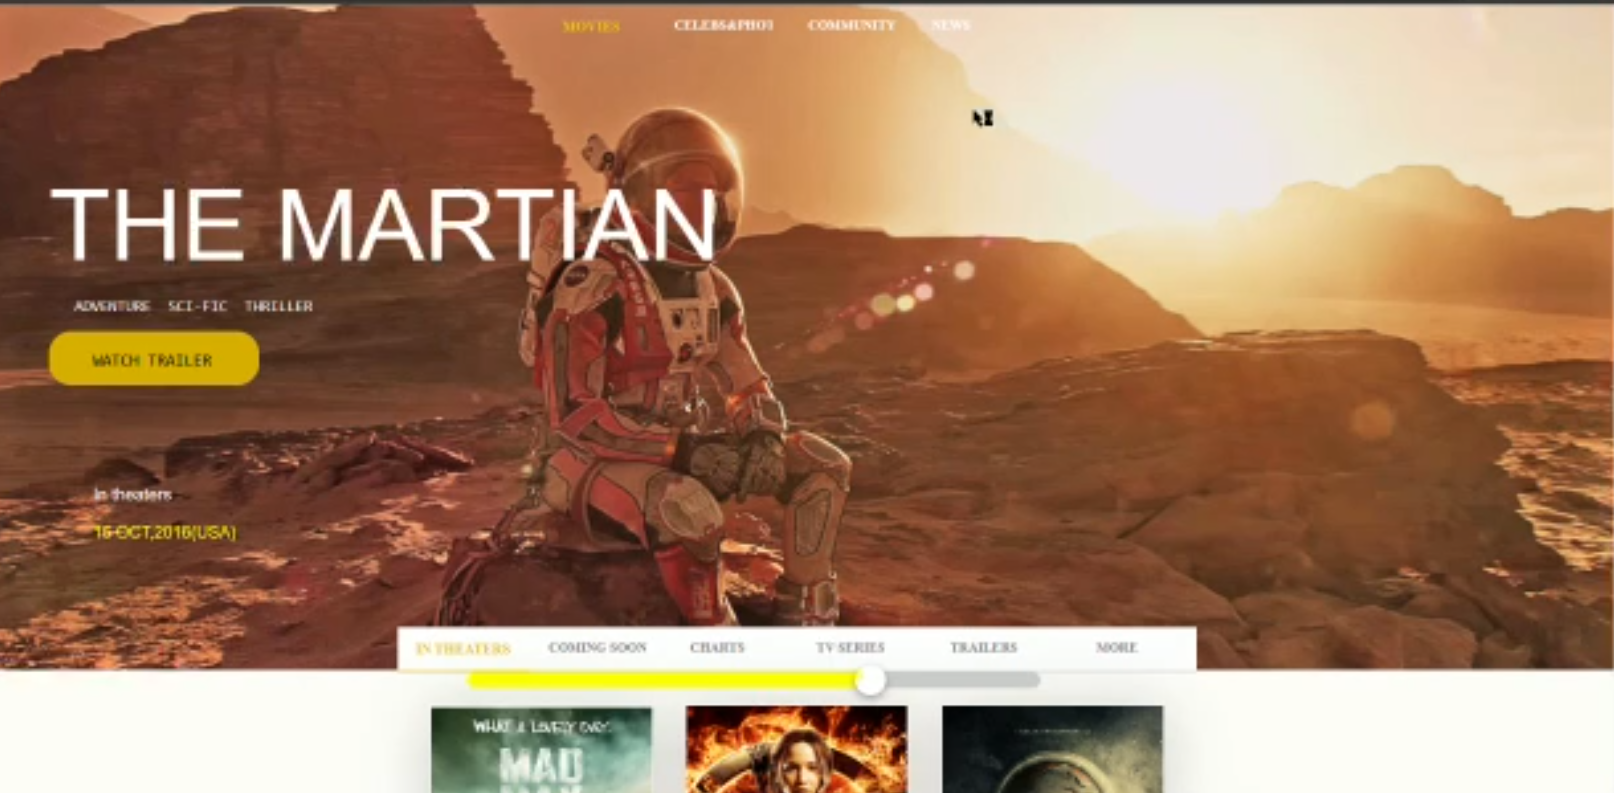 MOVIES CELEBS&PHOT COMMUNITY NEWS
THE MARTIAN
ADVENTURE SCI-FIC THRILLER
WATCH TRAILER
In theaters
16 OCT,2016(USA)
IN THEATERS COMING SOON CHARTS TV SERIES TRAILERS MORE
WHAT A LOVELY DAY.
MAD